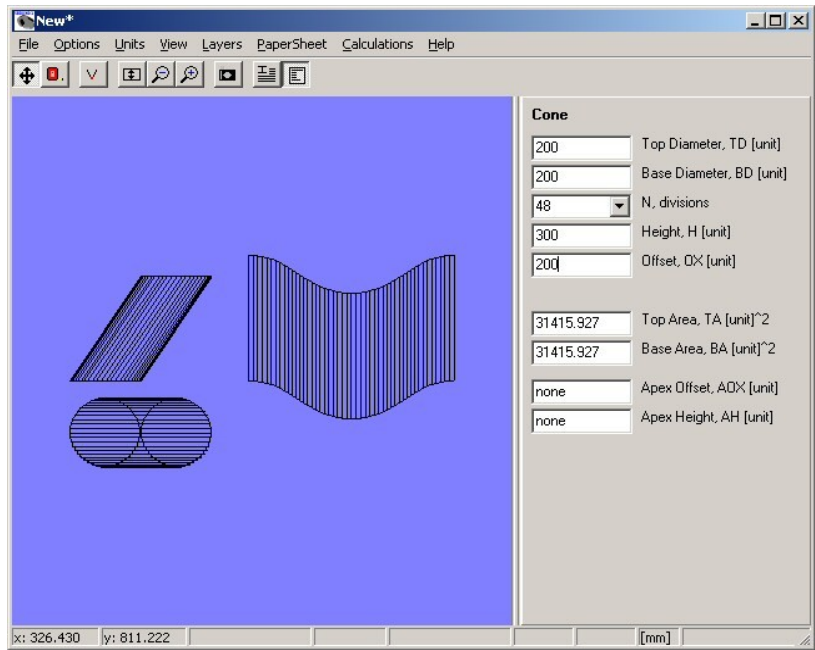 New*
File Options Units View Layers PaperSheet Calculations Help
Cone
200 Top Diameter, TD [unit]
200 Base Diameter, BD [unit]
48 N, divisions
300 Height, H [unit]
200 Offset, OX [unit]
31415.927 Top Area, TA [unit]^2
31415.927 Base Area, BA [unit]^2
none Apex Offset, AOX [unit]
none Apex Height, AH [unit]
x: 326.430 y: 811.222 [mm]